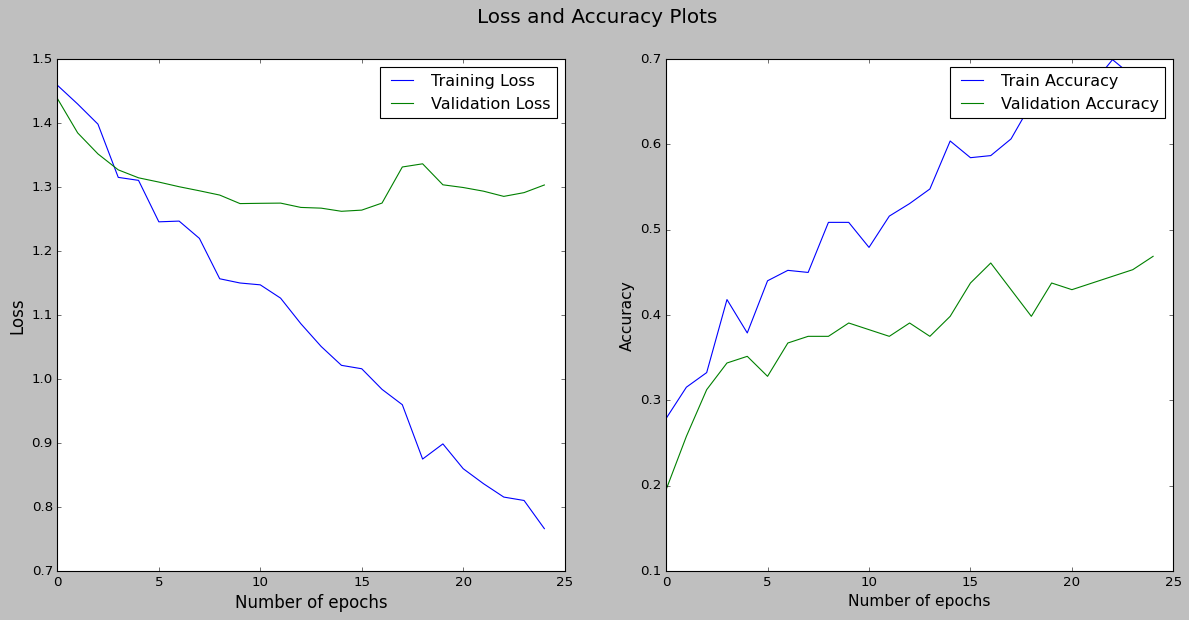 Loss and Accuracy Plots
1.5
1.4
1.3
1.2
1.1
1.0
0.9
0.8
0.7
Loss
0 5 10 15 20 25
Number of epochs
Training Loss
Validation Loss
0.7
0.6
0.5
0.4
0.3
0.2
0.1
Accuracy
0 5 10 15 20 25
Number of epochs
Train Accuracy
Validation Accuracy